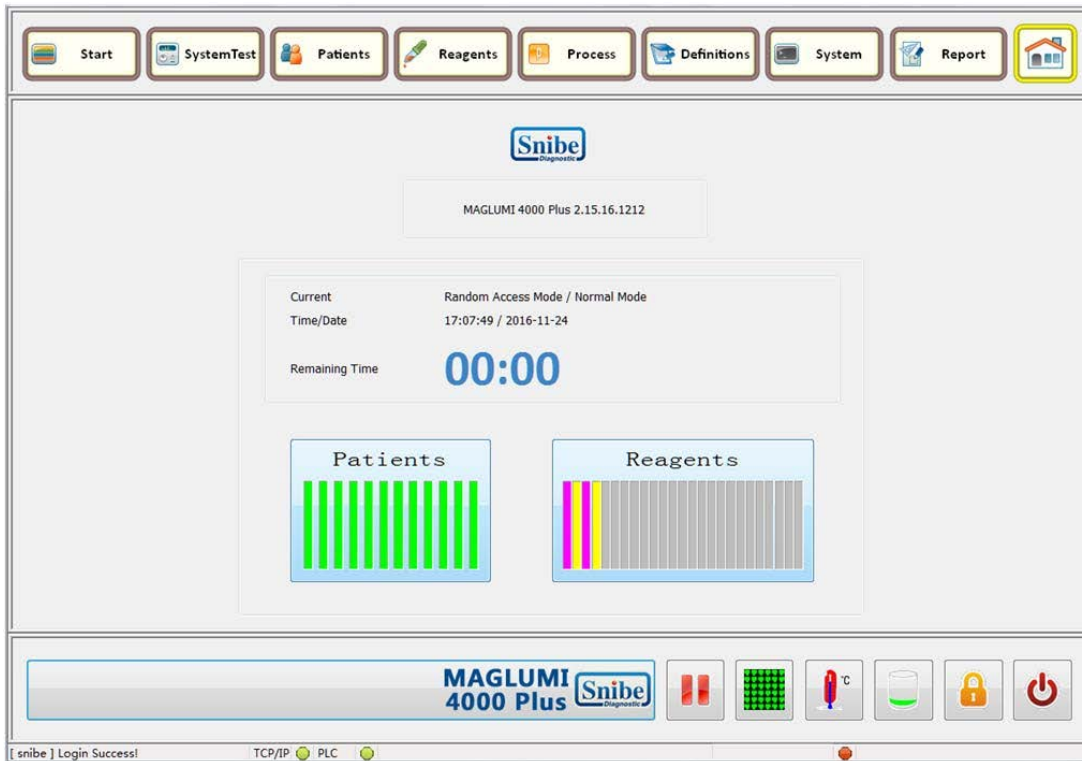 Start SystemTest Patients Reagents Process Definitions System Report
Snibe
Diagnostic
MAGLUMI 4000 Plus 2.15.16.1212
Current Random Access Mode / Normal Mode
Time/Date 17:07:49 / 2016-11-24
Remaining Time 00:00
Patients Reagents
MAGLUMI
4000 Plus
Snibe
Diagnostic
°C
[ snibe ] Login Success! TCP/IP PLC